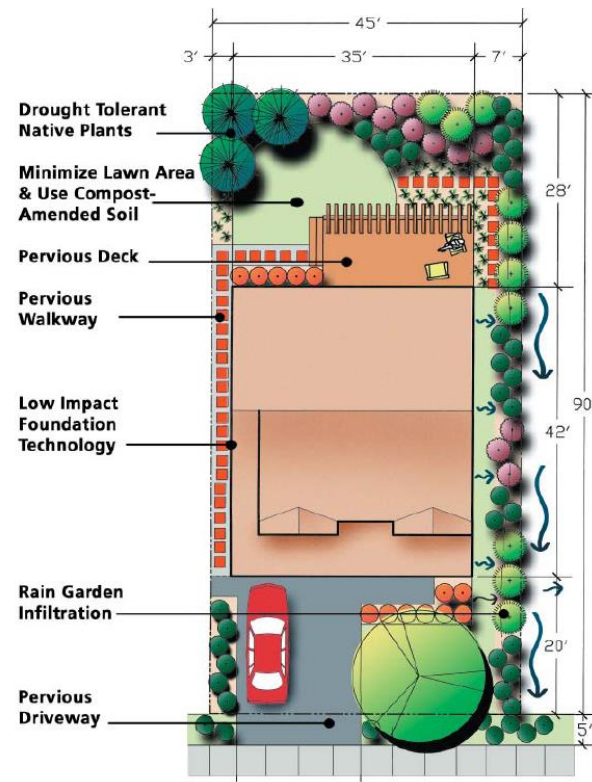 45′
3′
35′
7′
Drought Tolerant
Native Plants
Minimize Lawn Area
& Use Compost-
Amended Soil
28′
Pervious Deck
Pervious
Walkway
90
Low Impact
Foundation
Technology
42′
Rain Garden
Infiltration
20′
Pervious
Driveway
5′